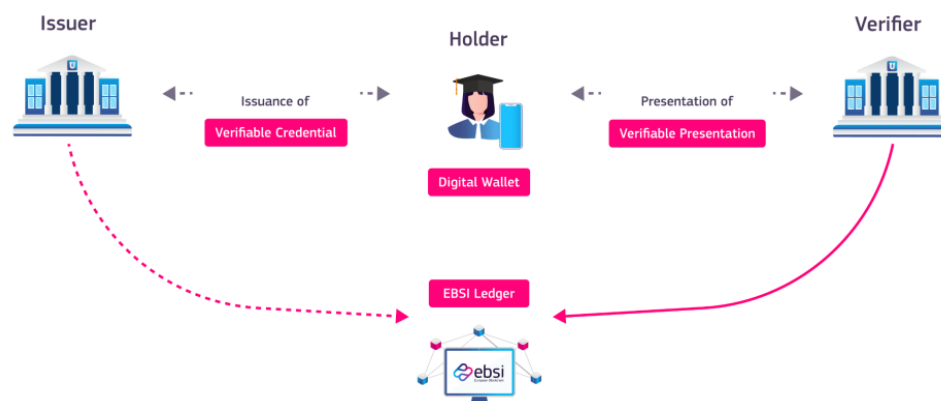 Issuer
Holder
Verifier
Issuance of
Verifiable Credential
Presentation of
Verifiable Presentation
Digital Wallet
EBSI Ledger
ebsi